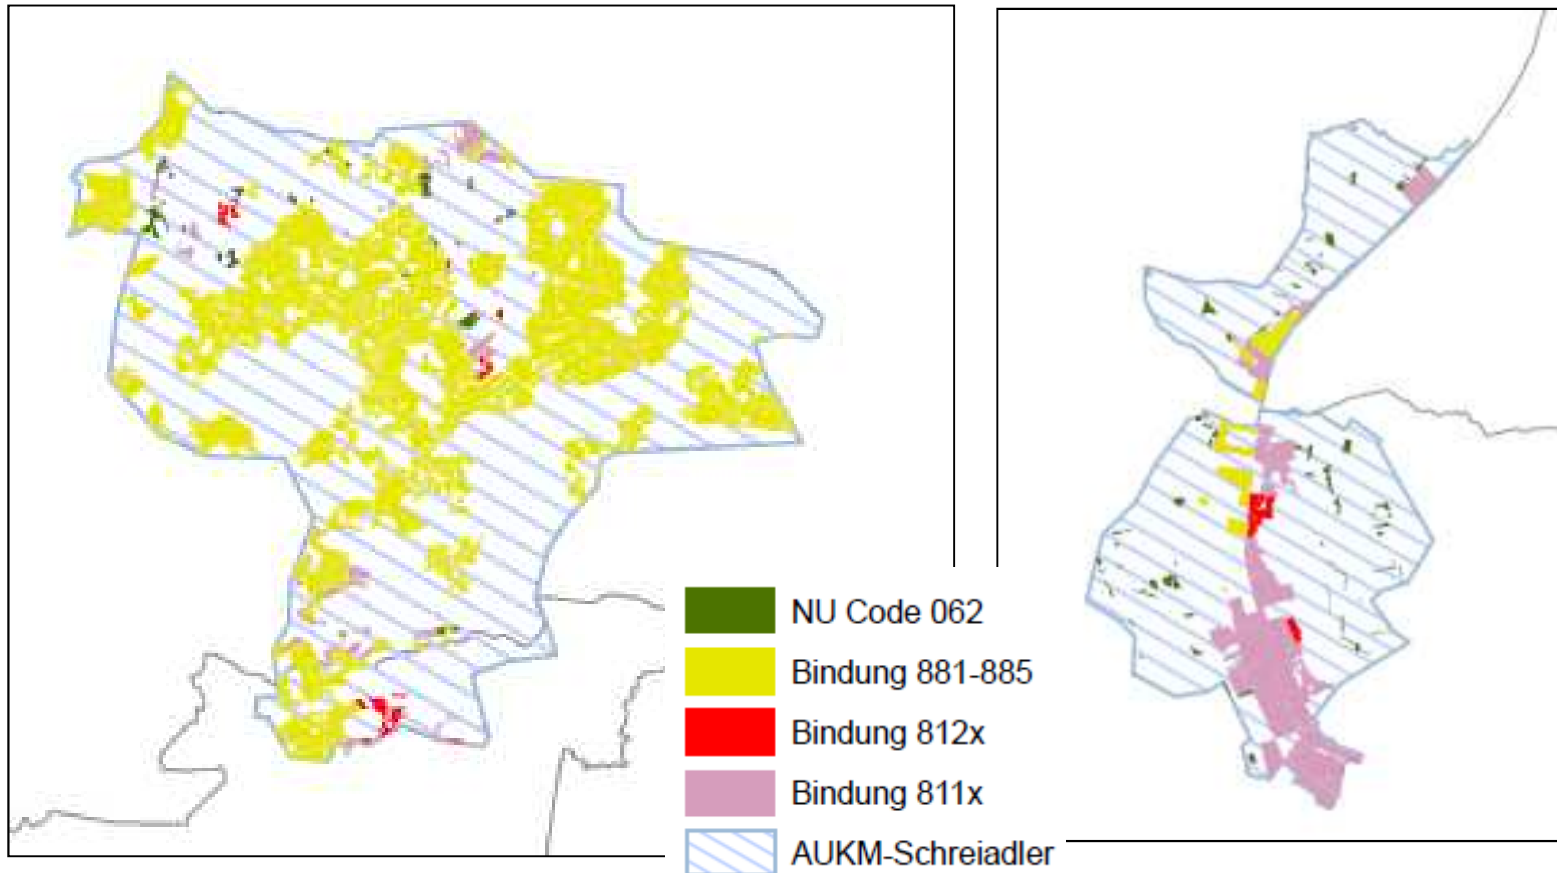 NU Code 062
Bindung 881-885
Bindung 812x
Bindung 811x
AUKM-Schreiadler